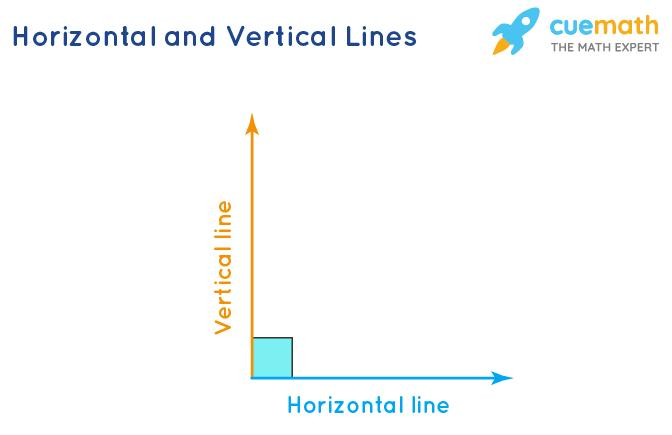 Horizontal and Vertical Lines
cuemath
THE MATH EXPERT
Vertical line
Horizontal line